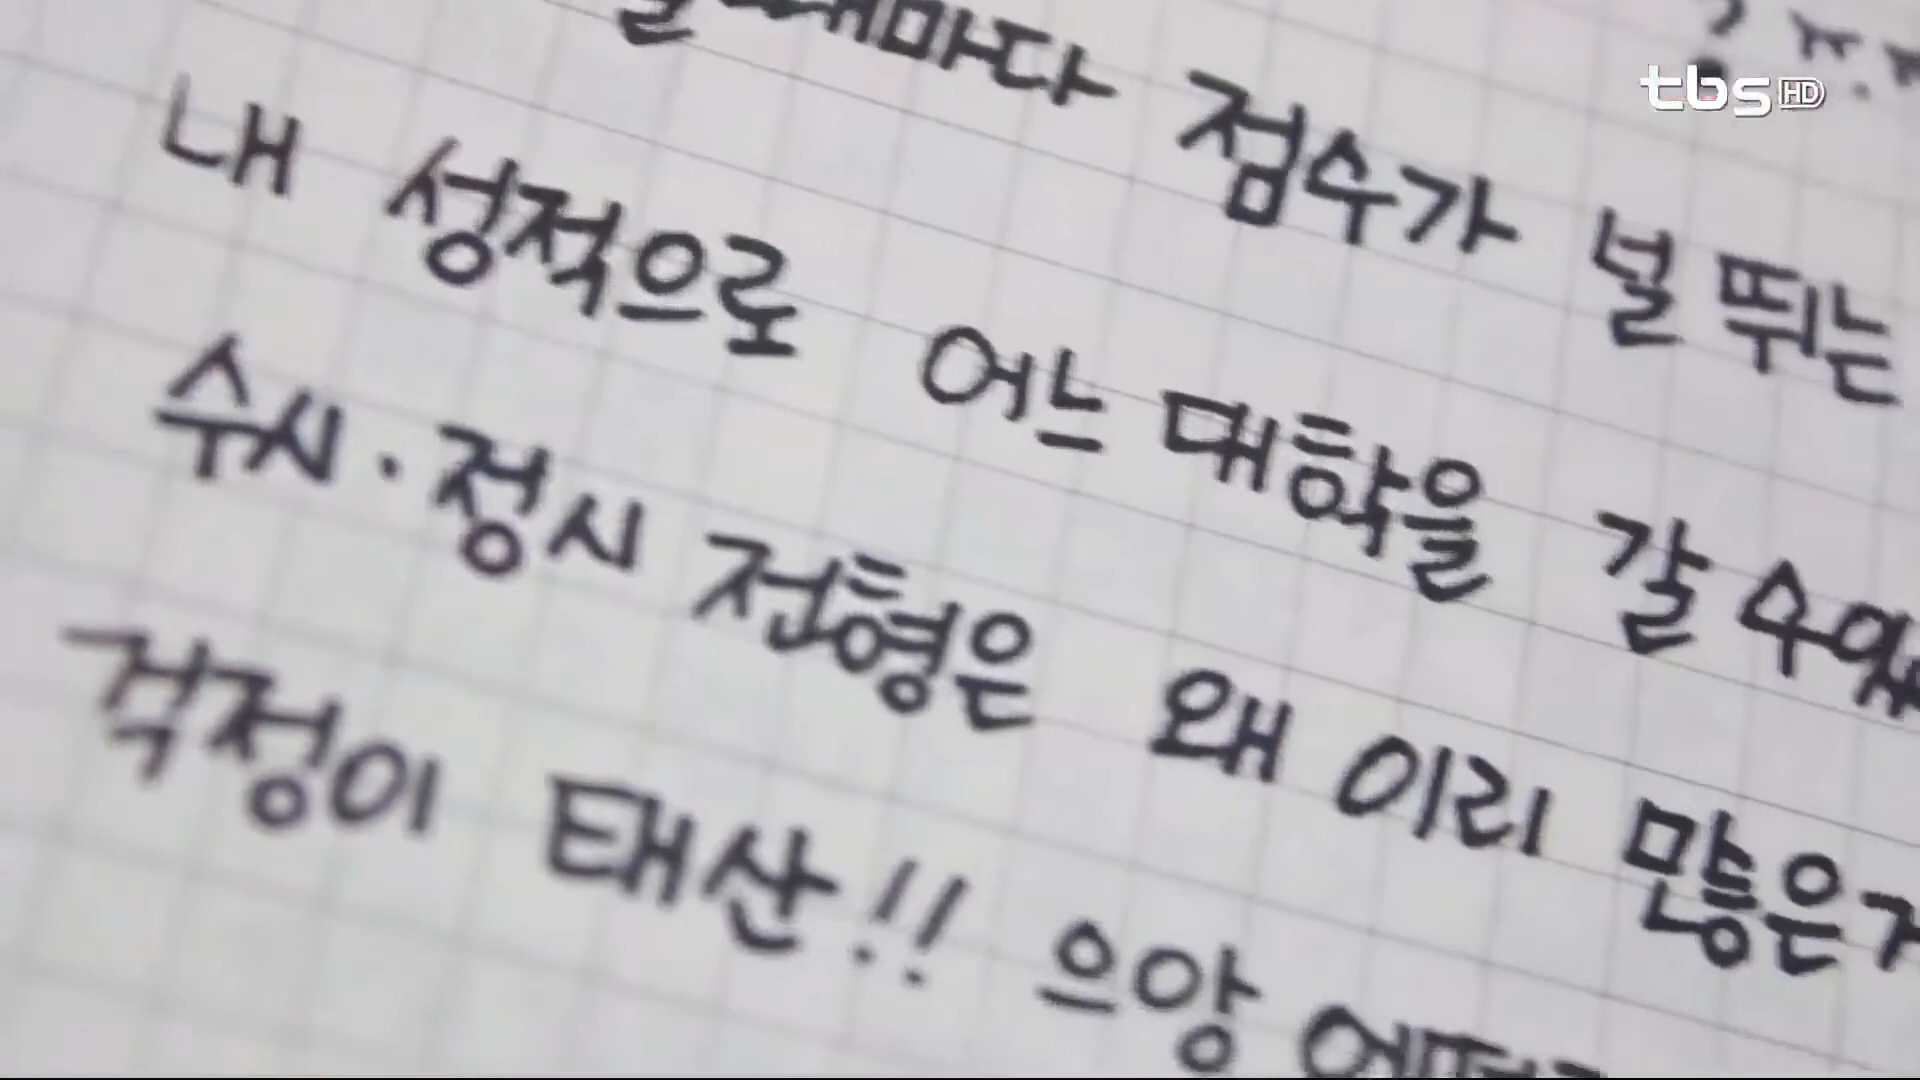 tbs HD
때마다 점수가 널 뛰는
내 성적으로 어느 대학을 갈 수
수시·정시 전형은 왜 이리 많은
걱정이 태산!! 으앙